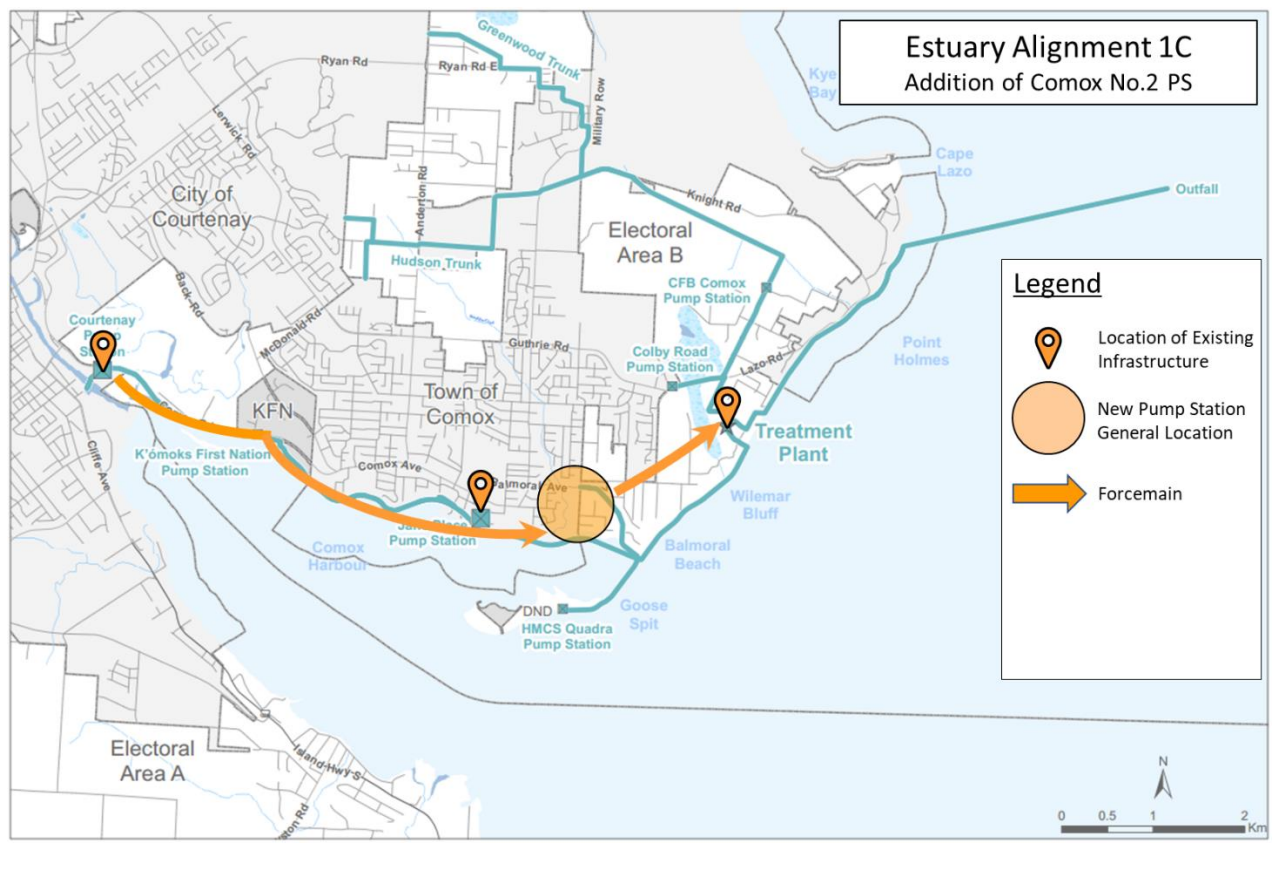 Estuary Alignment 1C
Addition of Comox No.2 PS
Greenwood Trunk
Ryan Rd
Ryan Rd E
Military Row
Kye
Bay
Lerwick Rd
Cape
Lazo
City of
Courtenay
Anderton Rd
Knight Rd
Outfall
Electoral
Area B
Hudson Trunk
Back Rd
CFB Comox
Pump Station
Legend
Courtenay
McDonald Rd
Guthrie Rd
Colby Road
Pump Station
Lazo Rd
Point
Holmes
Location of Existing
Infrastructure
Town of
Comox
KFN
New Pump Station
General Location
Treatment
Plant
Cliffe Ave
K'ómoks First Nation
Pump Station
Comox Ave
Balmoral Ave
Wilemar
Bluff
Forcemain
Pump Station
Comox
Harbour
Balmoral
Beach
DND
HMCS Quadra
Pump Station
Goose
Spit
Electoral
Area A
Island Hwy S
N
0 0.5 1 2
Km